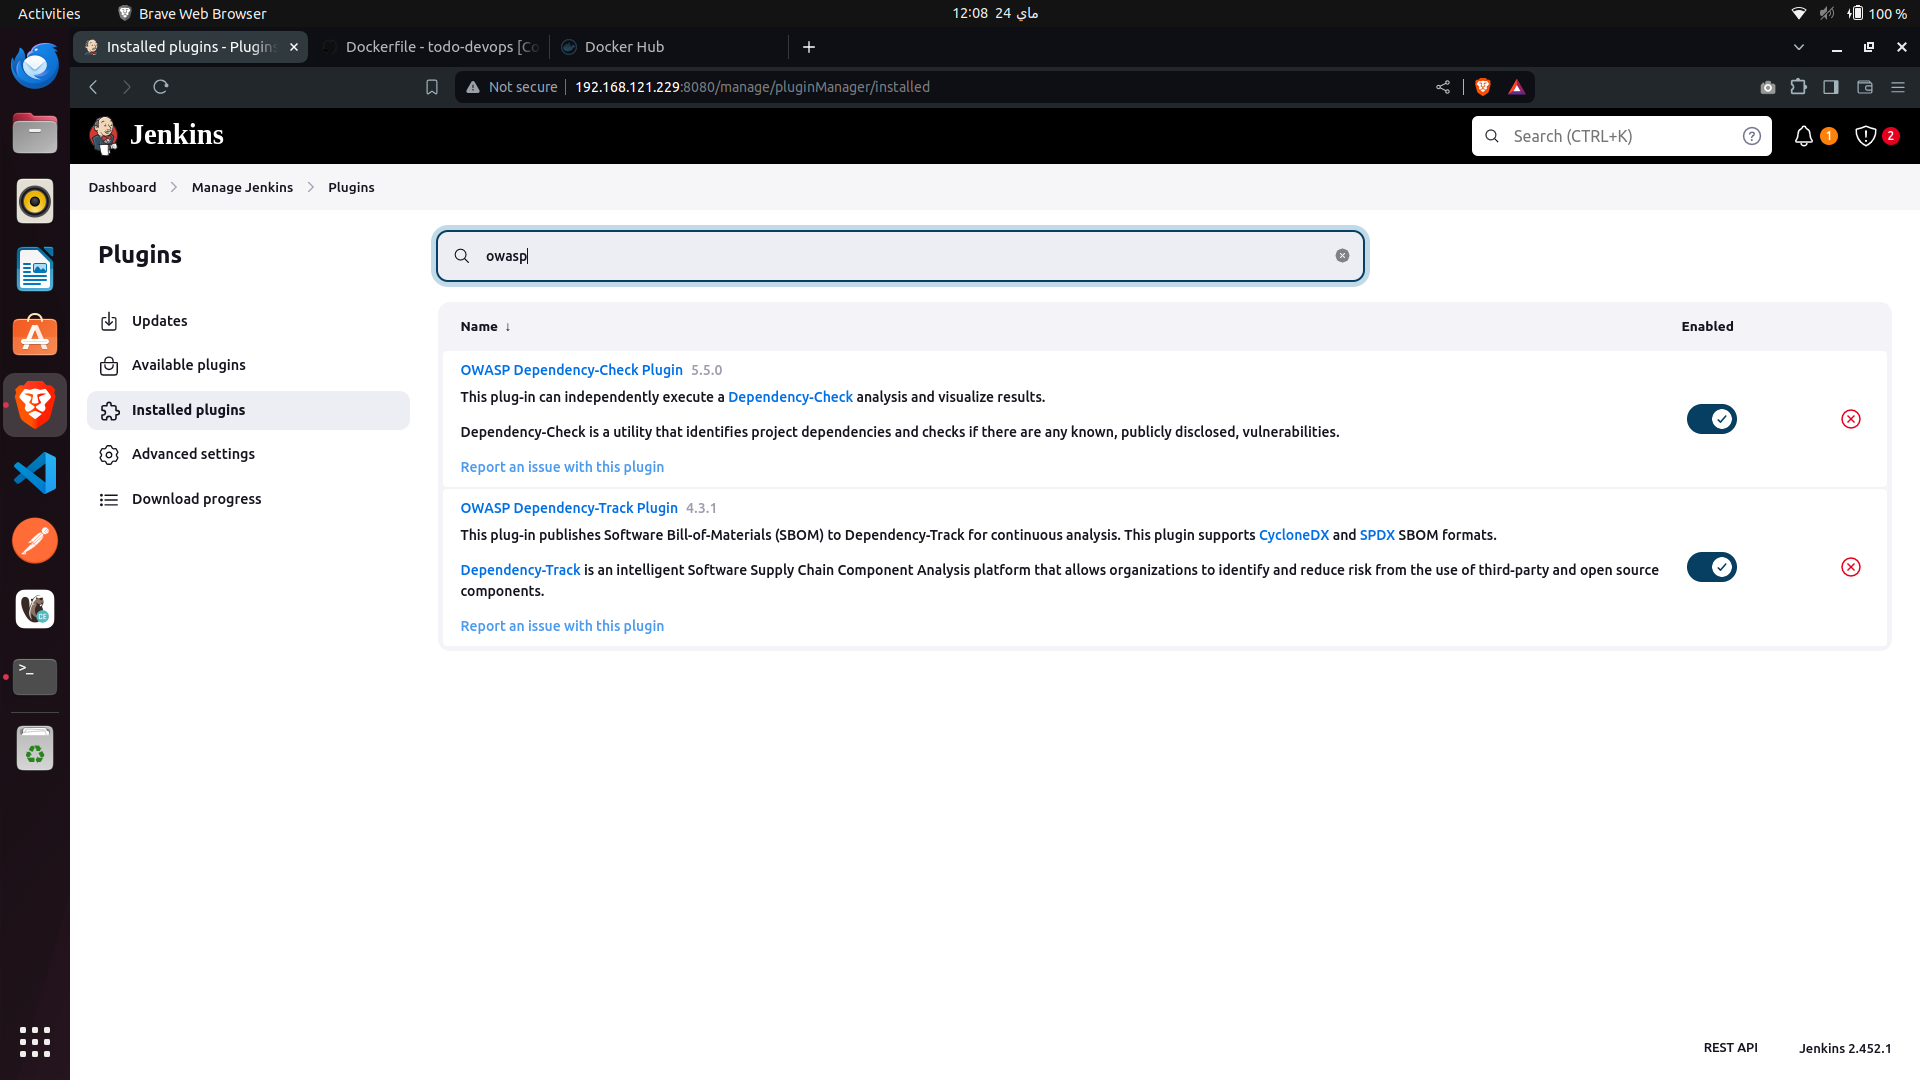 Activities
Brave Web Browser
12:08 24 ماي
100 %
Installed plugins - Plugins
Dockerfile - todo-devops [Co
Docker Hub
Not secure
192.168.121.229:8080/manage/pluginManager/installed
Jenkins
Search (CTRL+K)
1
2
Dashboard
Manage Jenkins
Plugins
Plugins
owasp
Updates
Available plugins
Installed plugins
Advanced settings
Download progress
Name ↓
Enabled
OWASP Dependency-Check Plugin 5.5.0
This plug-in can independently execute a Dependency-Check analysis and visualize results.
Dependency-Check is a utility that identifies project dependencies and checks if there are any known, publicly disclosed, vulnerabilities.
Report an issue with this plugin
OWASP Dependency-Track Plugin 4.3.1
This plug-in publishes Software Bill-of-Materials (SBOM) to Dependency-Track for continuous analysis. This plugin supports CycloneDX and SPDX SBOM formats.
Dependency-Track is an intelligent Software Supply Chain Component Analysis platform that allows organizations to identify and reduce risk from the use of third-party and open source
components.
Report an issue with this plugin
REST API
Jenkins 2.452.1